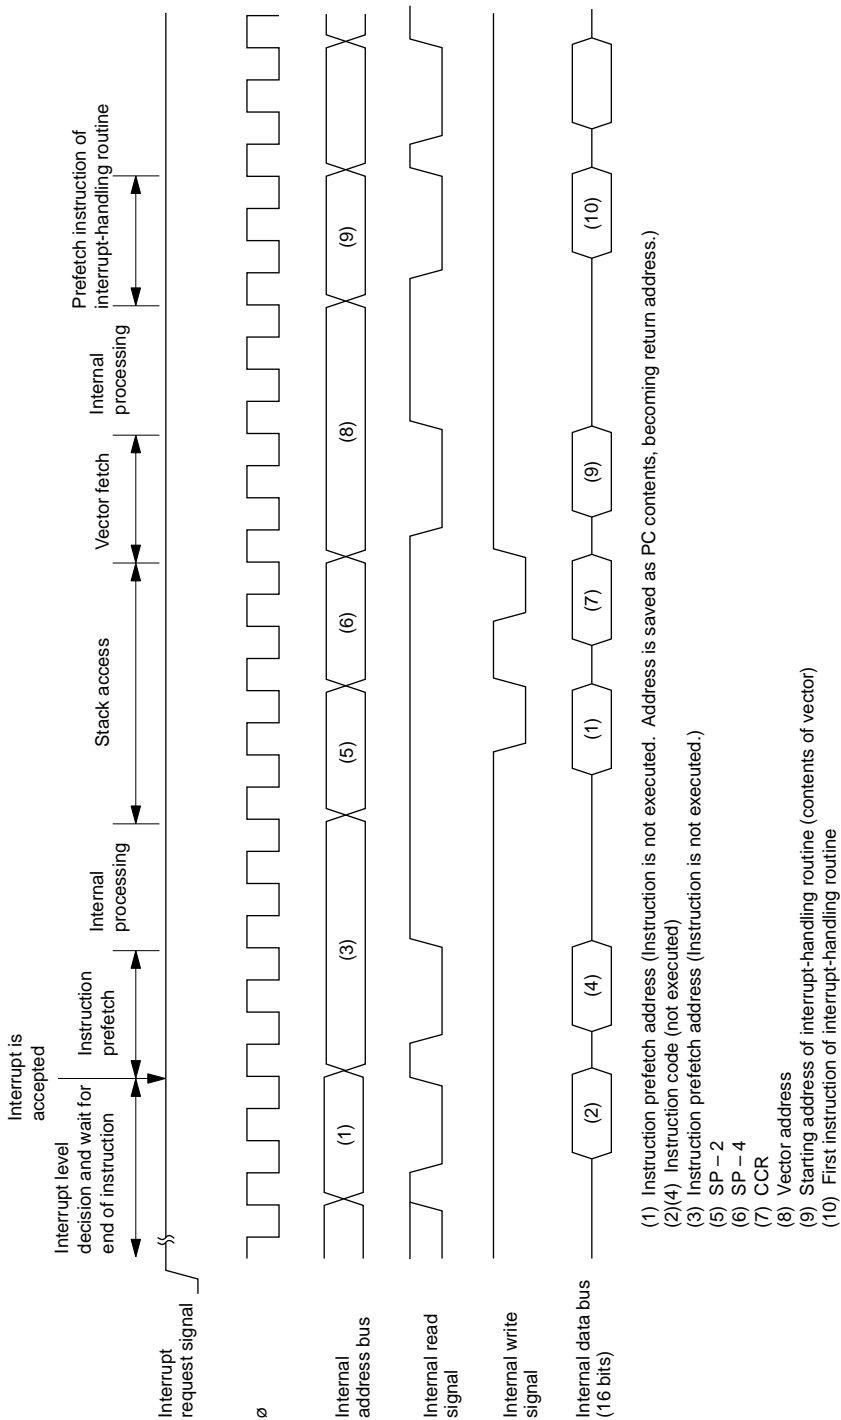 Interrupt is
accepted
Interrupt level
decision and wait for
end of instruction
Instruction
prefetch
Internal
processing
Stack access
Vector fetch
Internal
processing
Prefetch instruction of
interrupt-handling routine
Interrupt
request signal
ø
Internal
address bus
(1)
(3)
(5)
(6)
(8)
(9)
Internal read
signal
Internal write
signal
Internal data bus
(16 bits)
(2)
(4)
(1)
(7)
(9)
(10)
(1) Instruction prefetch address (Instruction is not executed. Address is saved as PC contents, becoming return address.)
(2)(4) Instruction code (not executed)
(3) Instruction prefetch address (Instruction is not executed.)
(5) SP – 2
(6) SP – 4
(7) CCR
(8) Vector address
(9) Starting address of interrupt-handling routine (contents of vector)
(10) First instruction of interrupt-handling routine